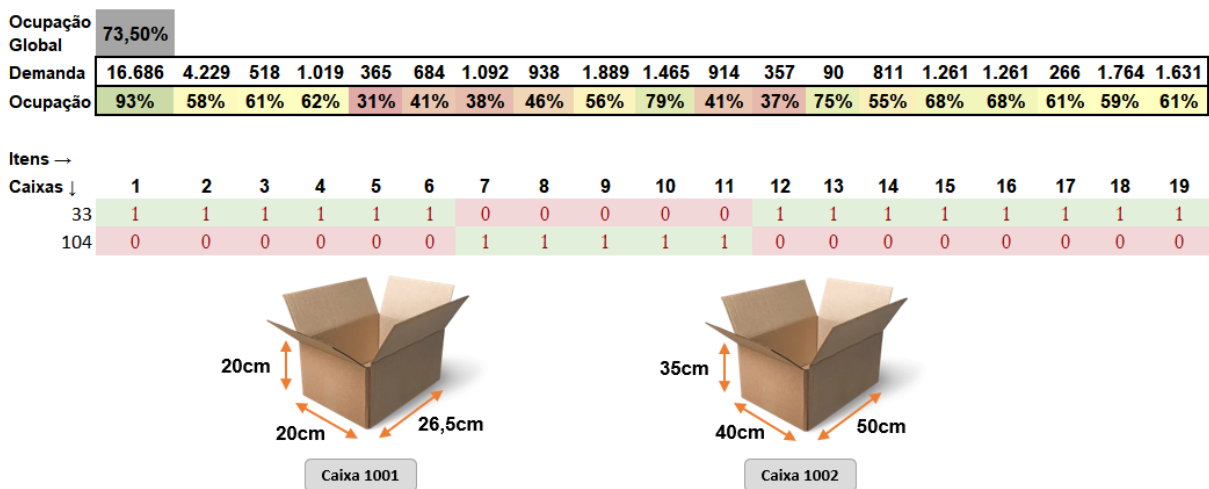 Ocupação Global 73,50%
Demanda 16.686 4.229 518 1.019 365 684 1.092 938 1.889 1.465 914 357 90 811 1.261 1.261 266 1.764 1.631
Ocupação 93% 58% 61% 62% 31% 41% 38% 46% 56% 79% 41% 37% 75% 55% 68% 68% 61% 59% 61%
Itens →
Caixas ↓ 1 2 3 4 5 6 7 8 9 10 11 12 13 14 15 16 17 18 19
33 1 1 1 1 1 1 0 0 0 0 0 1 1 1 1 1 1 1 1
104 0 0 0 0 0 0 1 1 1 1 1 0 0 0 0 0 0 0 0
20cm
20cm
26,5cm
Caixa 1001
35cm
40cm
50cm
Caixa 1002